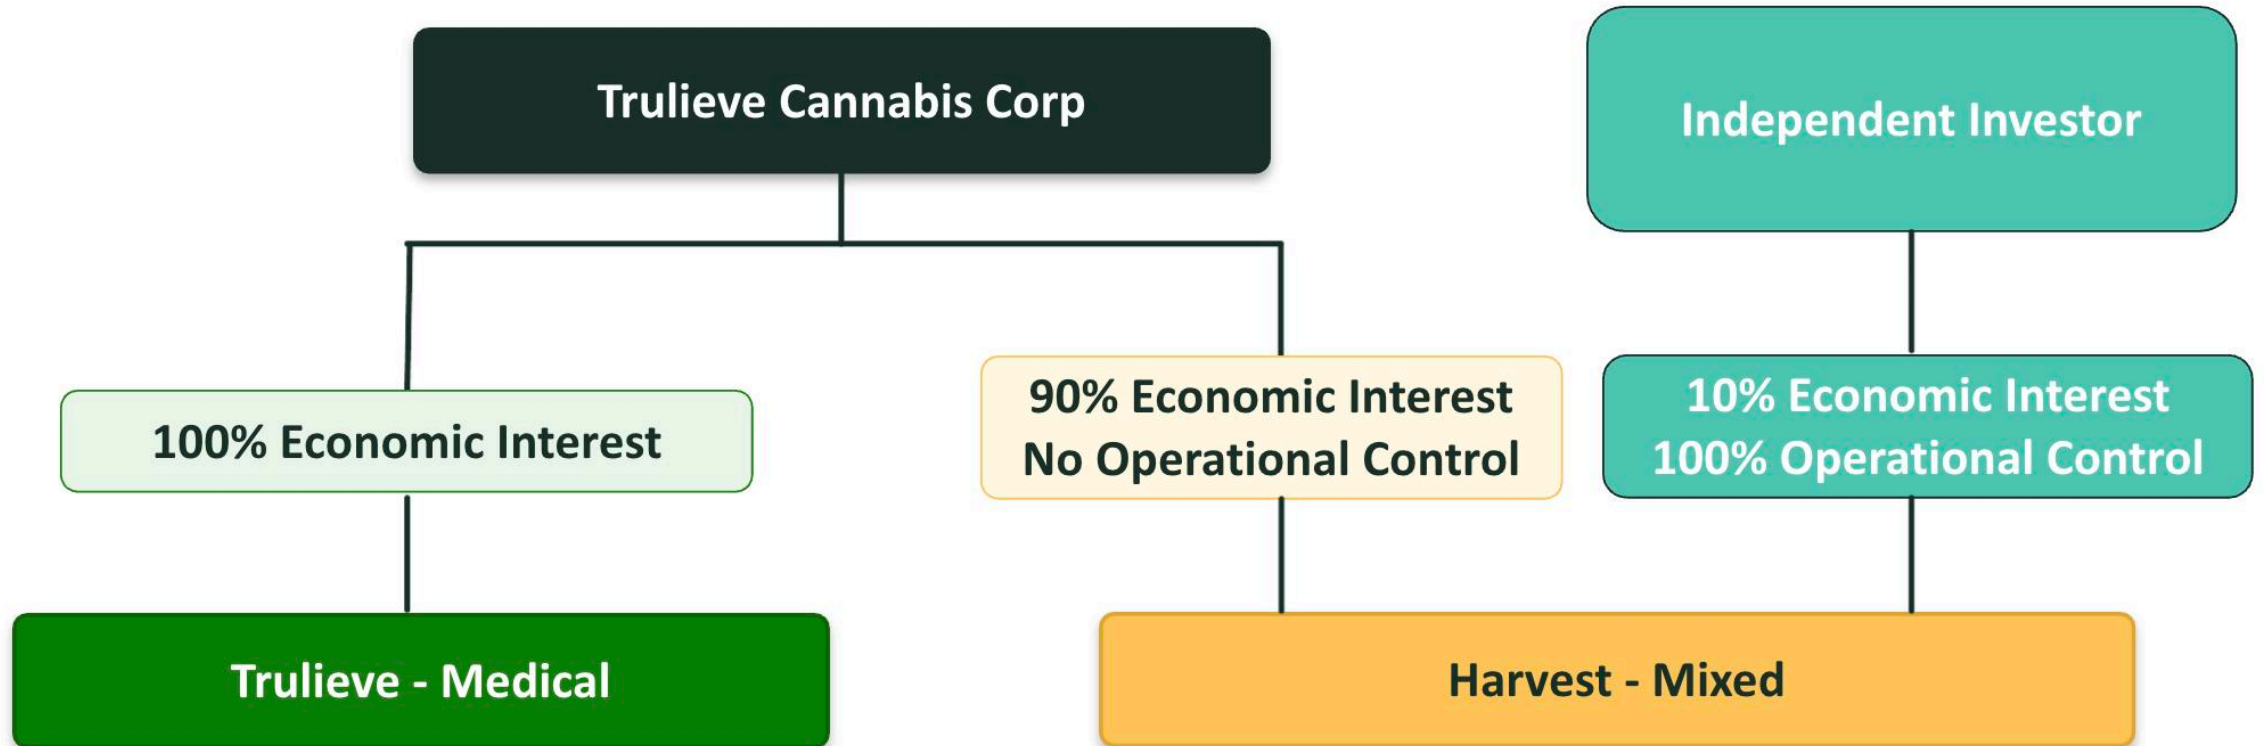 Trulieve Cannabis Corp
Independent Investor
100% Economic Interest
90% Economic Interest
No Operational Control
10% Economic Interest
100% Operational Control
Trulieve - Medical
Harvest - Mixed